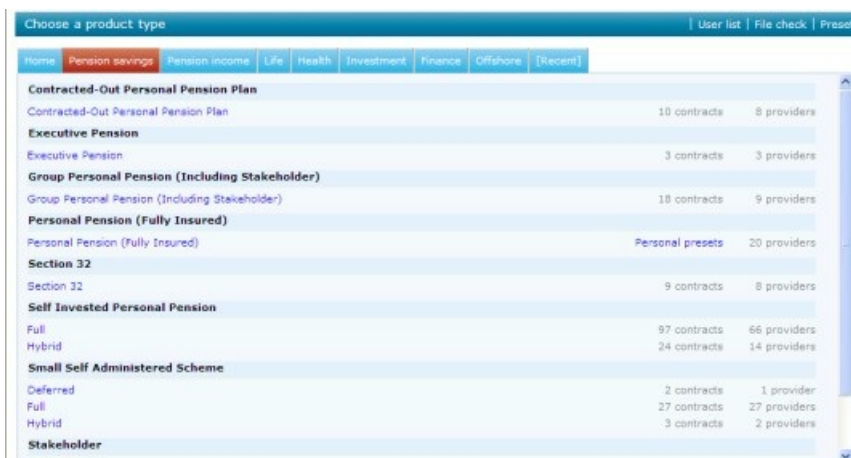 Choose a product type | User list | File check | Preset
Home Pension savings Pension income Life Health Investment Finance Offshore [Recent]
Contracted-Out Personal Pension Plan
Contracted-Out Personal Pension Plan 10 contracts 8 providers
Executive Pension
Executive Pension 3 contracts 3 providers
Group Personal Pension (Including Stakeholder)
Group Personal Pension (Including Stakeholder) 18 contracts 9 providers
Personal Pension (Fully Insured)
Personal Pension (Fully Insured) Personal presets 20 providers
Section 32
Section 32 9 contracts 8 providers
Self Invested Personal Pension
Full 97 contracts 66 providers
Hybrid 24 contracts 14 providers
Small Self Administered Scheme
Deferred 2 contracts 1 provider
Full 27 contracts 27 providers
Hybrid 3 contracts 2 providers
Stakeholder